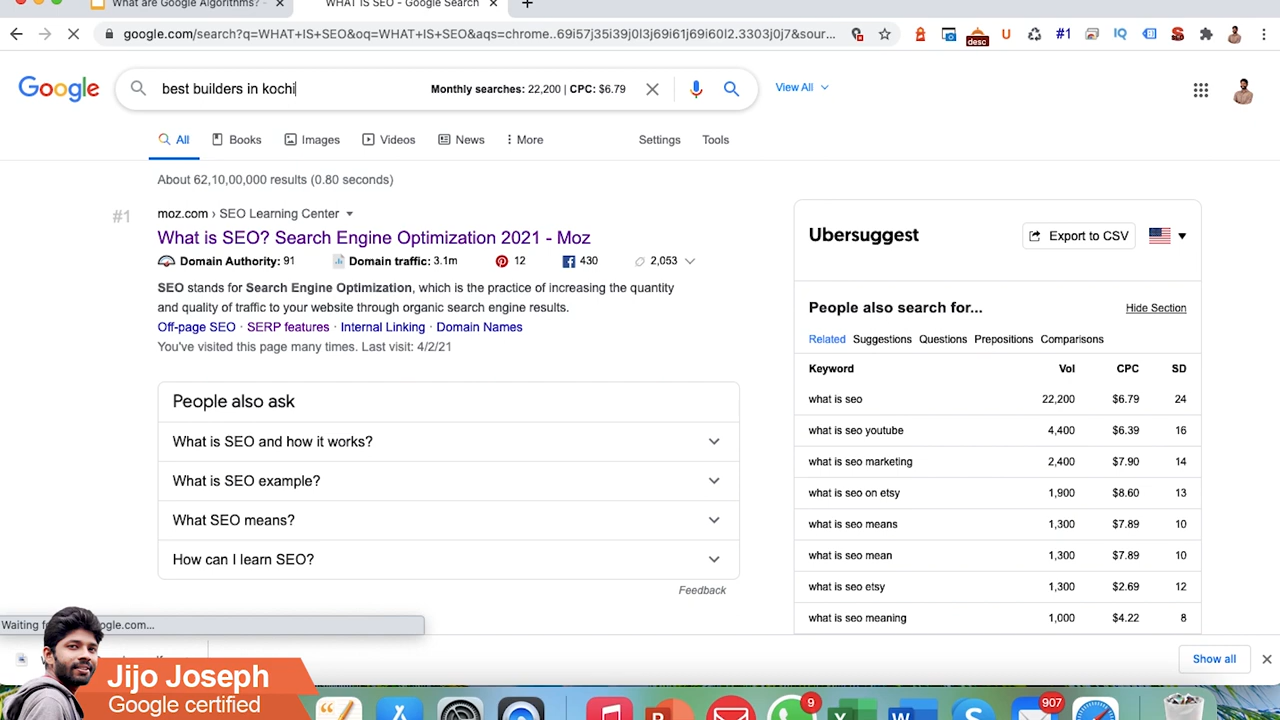 What are Google Algorithms? -
WHAT IS SEO - Google Search
google.com/search?q=WHAT+IS+SEO&oq=WHAT+IS+SEO&aqs=chrome..69i57j35i39j0l3j69i61j69i60l2.3303j0j7&sour...
desc
U
#1
IQ
S
Google
best builders in kochi
Monthly searches: 22,200 | CPC: $6.79
View All
All
Books
Images
Videos
News
More
Settings
Tools
About 62,10,00,000 results (0.80 seconds)
#1
moz.com › SEO Learning Center
What is SEO? Search Engine Optimization 2021 - Moz
Domain Authority: 91
Domain traffic: 3.1m
12
430
2,053
SEO stands for Search Engine Optimization, which is the practice of increasing the quantity
and quality of traffic to your website through organic search engine results.
Off-page SEO · SERP features · Internal Linking · Domain Names
You've visited this page many times. Last visit: 4/2/21
People also ask
What is SEO and how it works?
What is SEO example?
What SEO means?
How can I learn SEO?
Feedback
Ubersuggest
Export to CSV
People also search for...
Hide Section
Related Suggestions Questions Prepositions Comparisons
Keyword Vol CPC SD
what is seo 22,200 $6.79 24
what is seo youtube 4,400 $6.39 16
what is seo marketing 2,400 $7.90 14
what is seo on etsy 1,900 $8.60 13
what is seo means 1,300 $7.89 10
what is seo mean 1,300 $7.89 10
what is seo etsy 1,300 $2.69 12
what is seo meaning 1,000 $4.22 8
Waiting
gle.com...
Show all
Jijo Joseph
Google certified
9
907